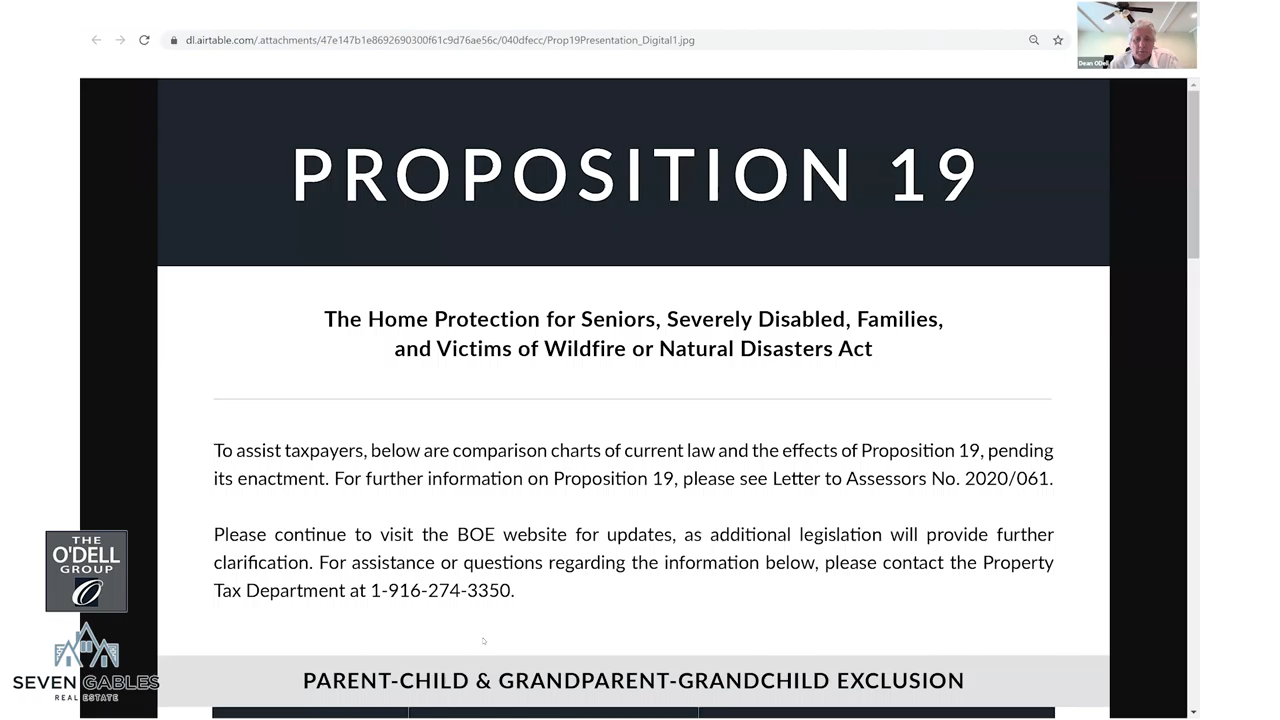 dl.airtable.com/.attachments/47e147b1e8692690300f61c9d76ae56c/040dfecc/Prop19Presentation_Digital1.jpg
Dean ODell
PROPOSITION 19
The Home Protection for Seniors, Severely Disabled, Families,
and Victims of Wildfire or Natural Disasters Act
To assist taxpayers, below are comparison charts of current law and the effects of Proposition 19, pending
its enactment. For further information on Proposition 19, please see Letter to Assessors No. 2020/061.
Please continue to visit the BOE website for updates, as additional legislation will provide further
clarification. For assistance or questions regarding the information below, please contact the Property
Tax Department at 1-916-274-3350.
THE
O'DELL
GROUP
SEVEN GABLES
REAL ESTATE
PARENT-CHILD & GRANDPARENT-GRANDCHILD EXCLUSION